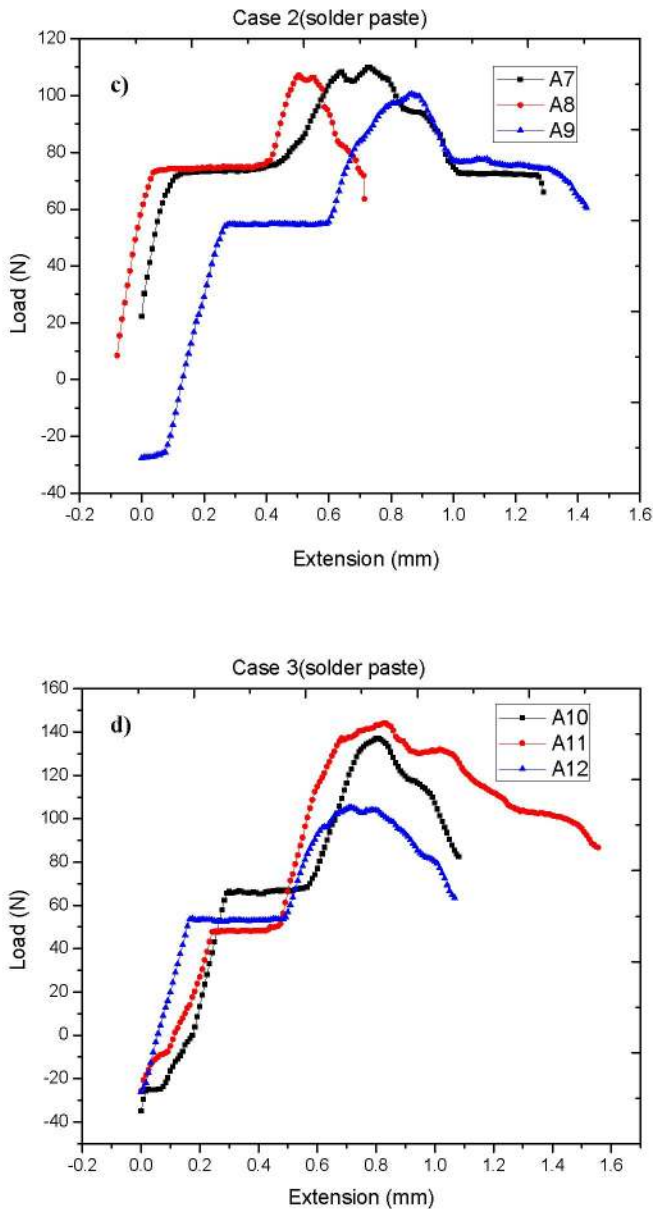 Case 2(solder paste)
120
c)
A7
A8
A9
100
80
60
40
20
0
-20
-40
Load (N)
-0.2 0.0 0.2 0.4 0.6 0.8 1.0 1.2 1.4 1.6
Extension (mm)
Case 3(solder paste)
160
d)
A10
A11
A12
140
120
100
80
60
40
20
0
-20
-40
Load (N)
-0.2 0.0 0.2 0.4 0.6 0.8 1.0 1.2 1.4 1.6
Extension (mm)